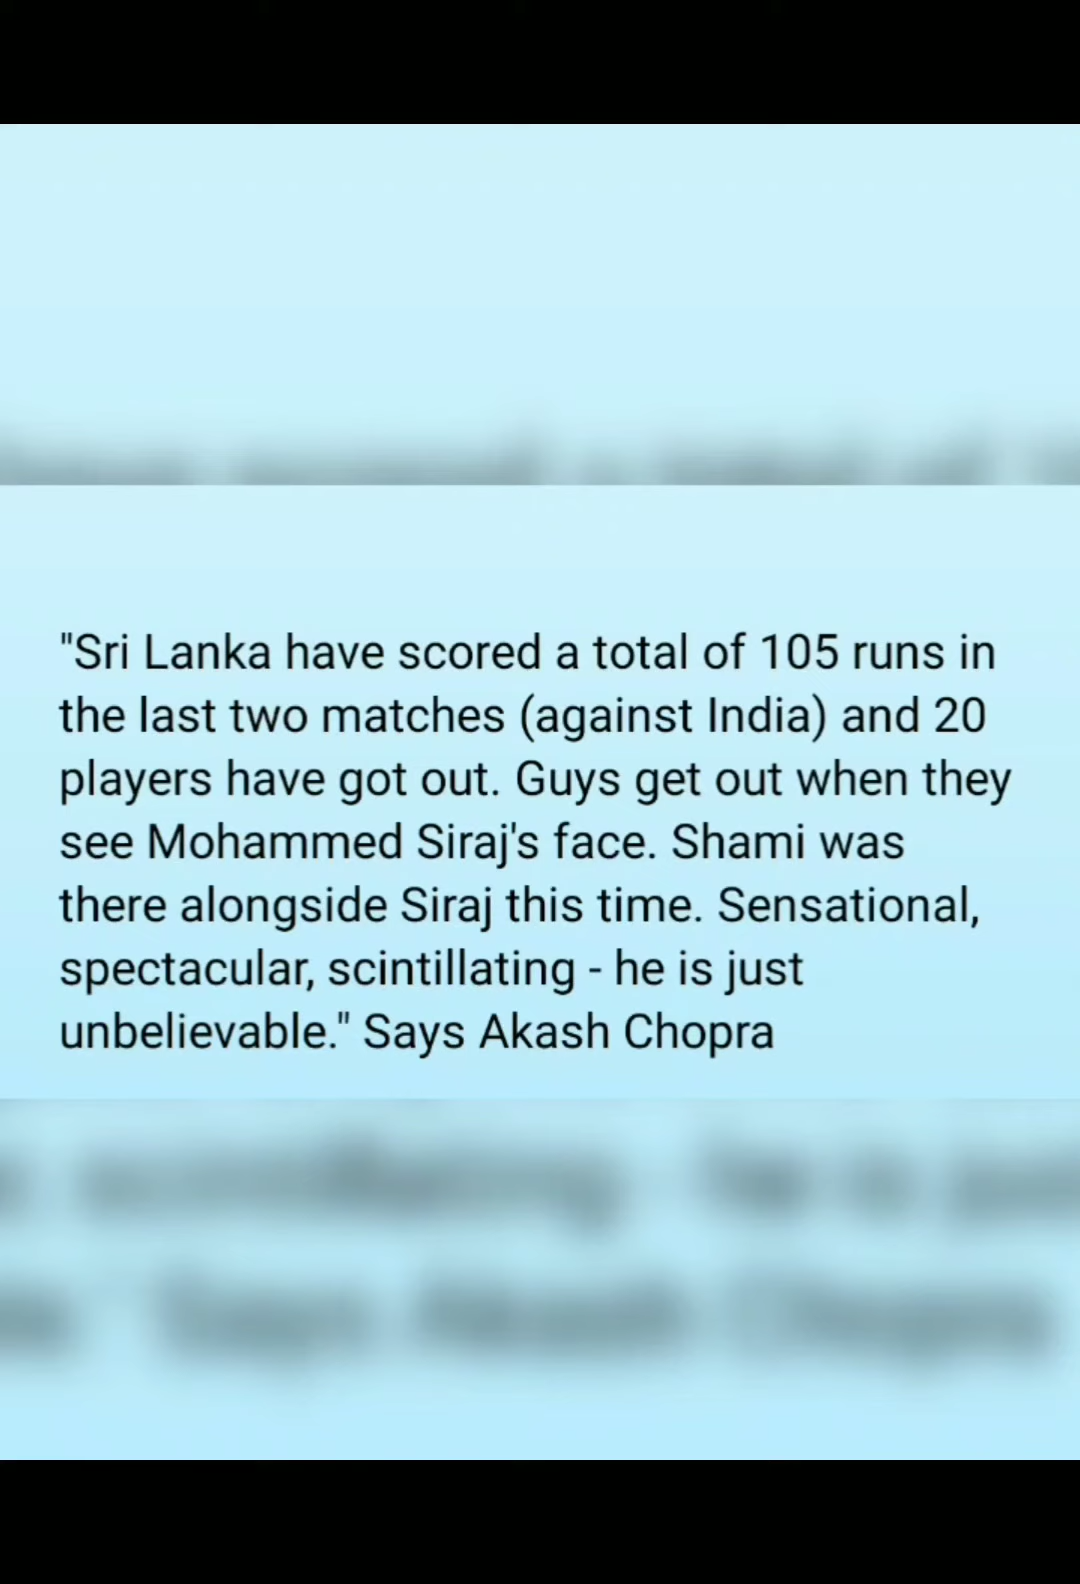 "Sri Lanka have scored a total of 105 runs in
the last two matches (against India) and 20
players have got out. Guys get out when they
see Mohammed Siraj's face. Shami was
there alongside Siraj this time. Sensational,
spectacular, scintillating - he is just
unbelievable." Says Akash Chopra